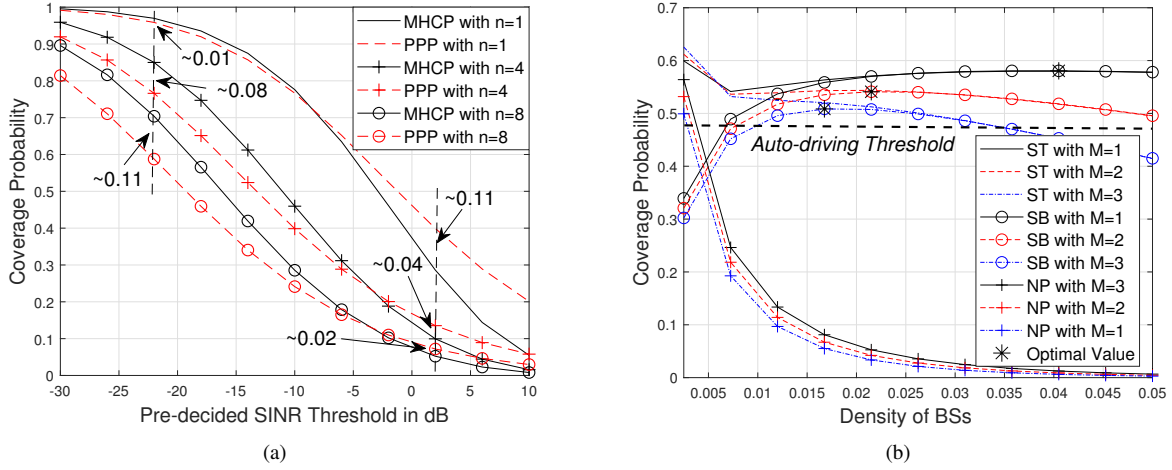 1
0.9
0.8
0.7
0.6
0.5
0.4
0.3
0.2
0.1
0
Coverage Probability
-30
-25
-20
-15
-10
-5
0
5
10
Pre-decided SINR Threshold in dB
MHCP with n=1
PPP with n=1
MHCP with n=4
PPP with n=4
MHCP with n=8
PPP with n=8
~0.01
~0.08
~0.11
~0.11
~0.04
~0.02
(a)
0.7
0.6
0.5
0.4
0.3
0.2
0.1
0
Coverage Probability
0.005
0.01
0.015
0.02
0.025
0.03
0.035
0.04
0.045
0.05
Density of BSs
Auto-driving Threshold
ST with M=1
ST with M=2
ST with M=3
SB with M=1
SB with M=2
SB with M=3
NP with M=3
NP with M=2
NP with M=1
Optimal Value
(b)